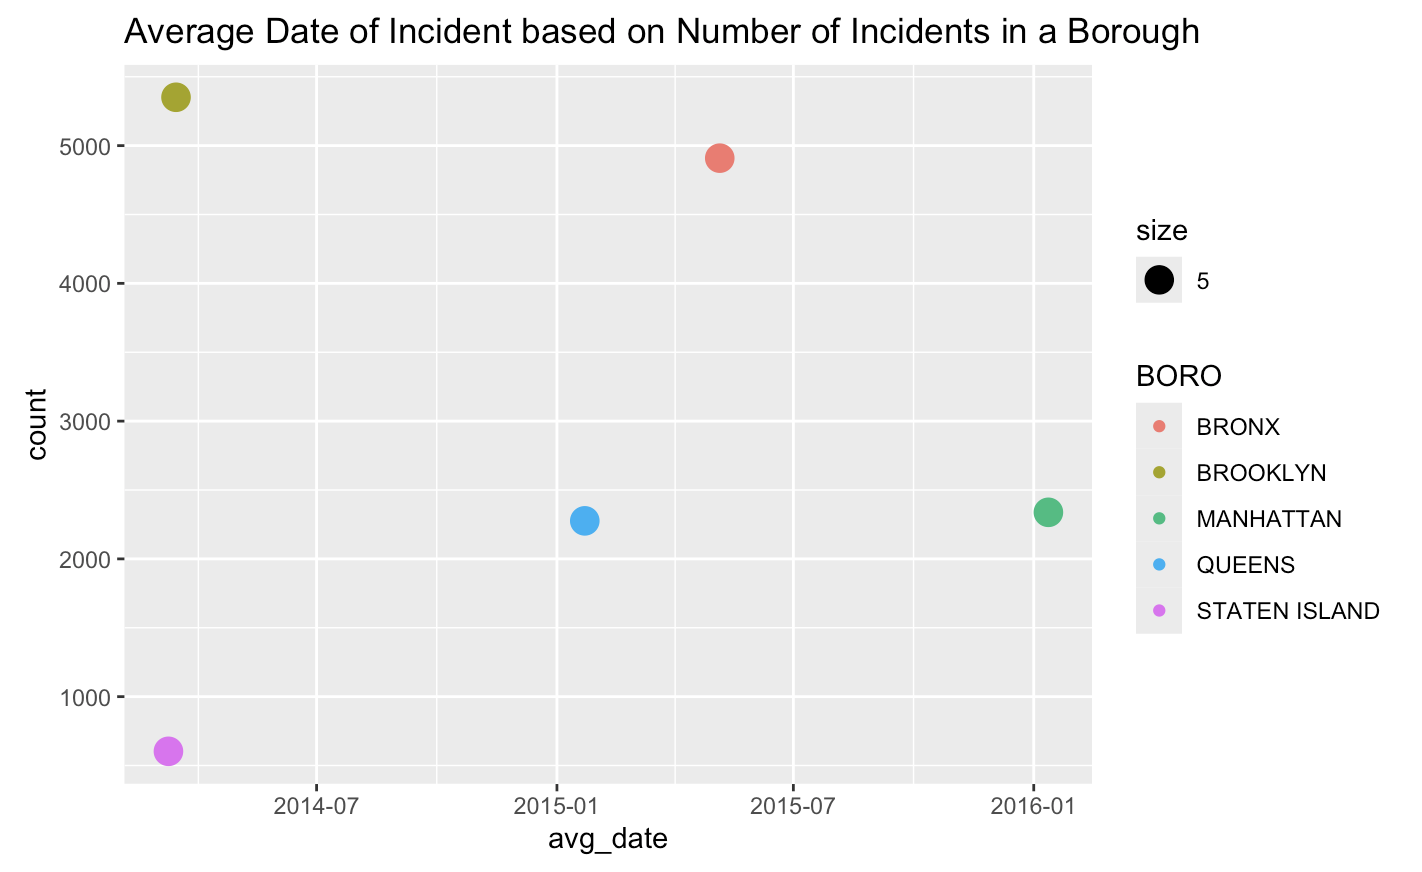 Average Date of Incident based on Number of Incidents in a Borough
5000
4000
3000
2000
1000
count
2014-07
2015-01
2015-07
2016-01
avg_date
size
5
BORO
BRONX
BROOKLYN
MANHATTAN
QUEENS
STATEN ISLAND